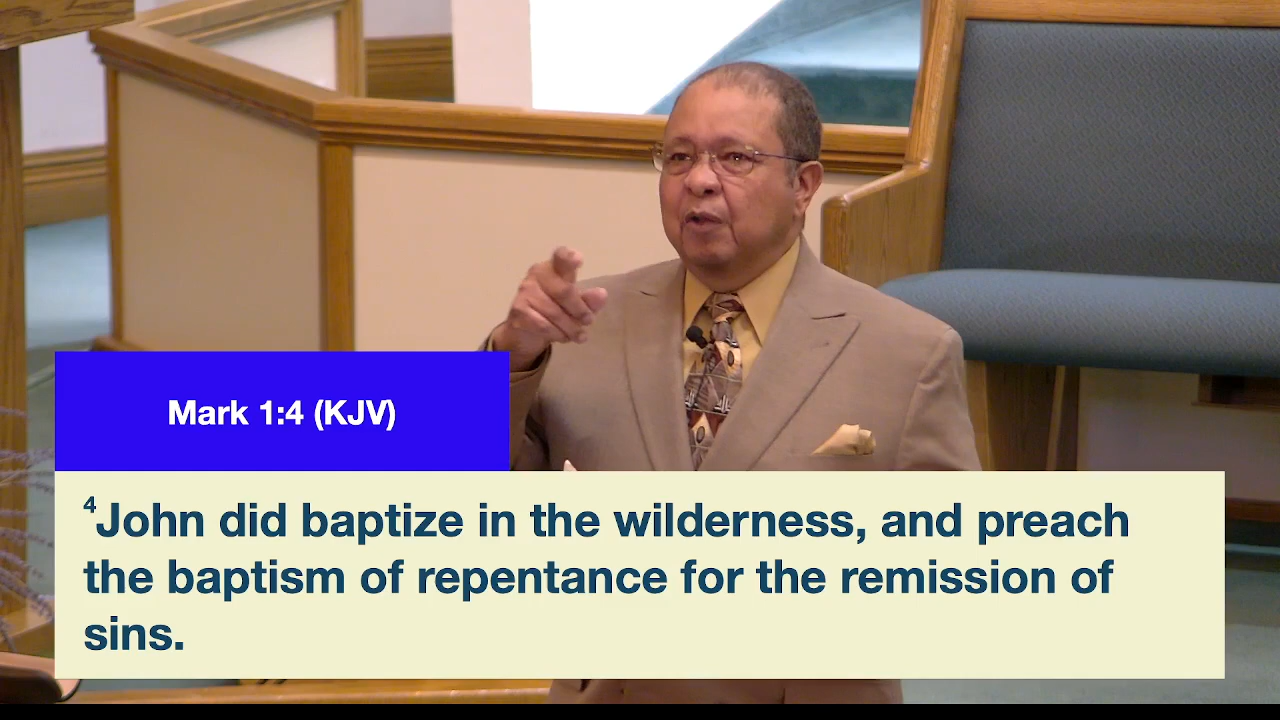 Mark 1:4 (KJV)
4John did baptize in the wilderness, and preach
the baptism of repentance for the remission of
sins.